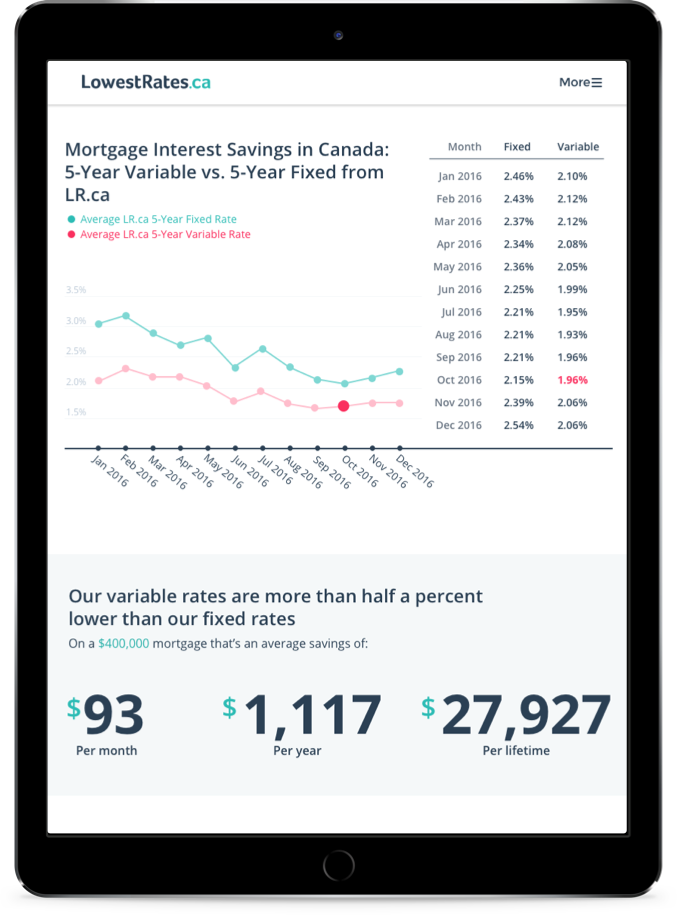 LowestRates.ca
More
Mortgage Interest Savings in Canada:
5-Year Variable vs. 5-Year Fixed from
LR.ca
Average LR.ca 5-Year Fixed Rate
Average LR.ca 5-Year Variable Rate
3.5%
3.0%
2.5%
2.0%
1.5%
Jan 2016
Feb 2016
Mar 2016
Apr 2016
May 2016
Jun 2016
Jul 2016
Aug 2016
Sep 2016
Oct 2016
Nov 2016
Dec 2016
Month Fixed Variable
Jan 2016 2.46% 2.10%
Feb 2016 2.43% 2.12%
Mar 2016 2.37% 2.12%
Apr 2016 2.34% 2.08%
May 2016 2.36% 2.05%
Jun 2016 2.25% 1.99%
Jul 2016 2.21% 1.95%
Aug 2016 2.21% 1.93%
Sep 2016 2.21% 1.96%
Oct 2016 2.15% 1.96%
Nov 2016 2.39% 2.06%
Dec 2016 2.54% 2.06%
Our variable rates are more than half a percent
lower than our fixed rates
On a $400,000 mortgage that's an average savings of:
$93
Per month
$1,117
Per year
$27,927
Per lifetime